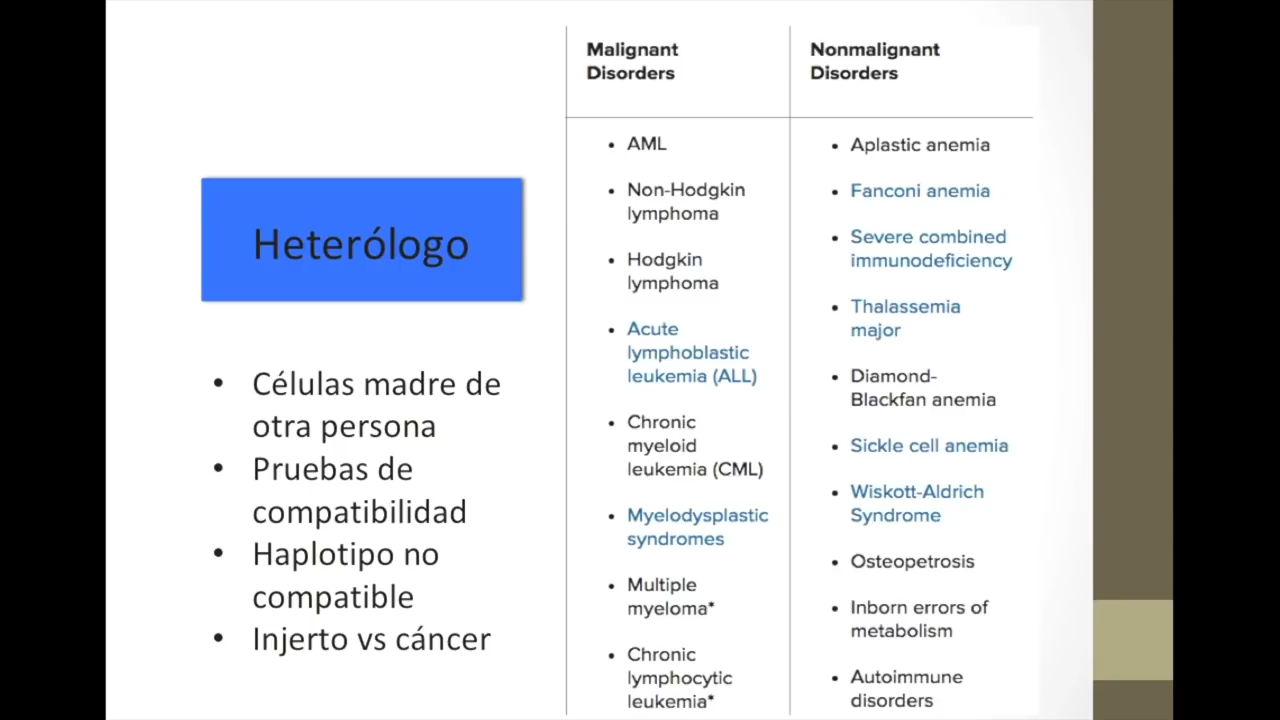 Heterólogo
• Células madre de
otra persona
• Pruebas de
compatibilidad
• Haplotipo no
compatible
• Injerto vs cáncer
Malignant
Disorders
• AML
• Non-Hodgkin
lymphoma
• Hodgkin
lymphoma
• Acute
lymphoblastic
leukemia (ALL)
• Chronic
myeloid
leukemia (CML)
• Myelodysplastic
syndromes
• Multiple
myeloma*
• Chronic
lymphocytic
leukemia*
Nonmalignant
Disorders
• Aplastic anemia
• Fanconi anemia
• Severe combined
immunodeficiency
• Thalassemia
major
• Diamond-
Blackfan anemia
• Sickle cell anemia
• Wiskott-Aldrich
Syndrome
• Osteopetrosis
• Inborn errors of
metabolism
• Autoimmune
disorders